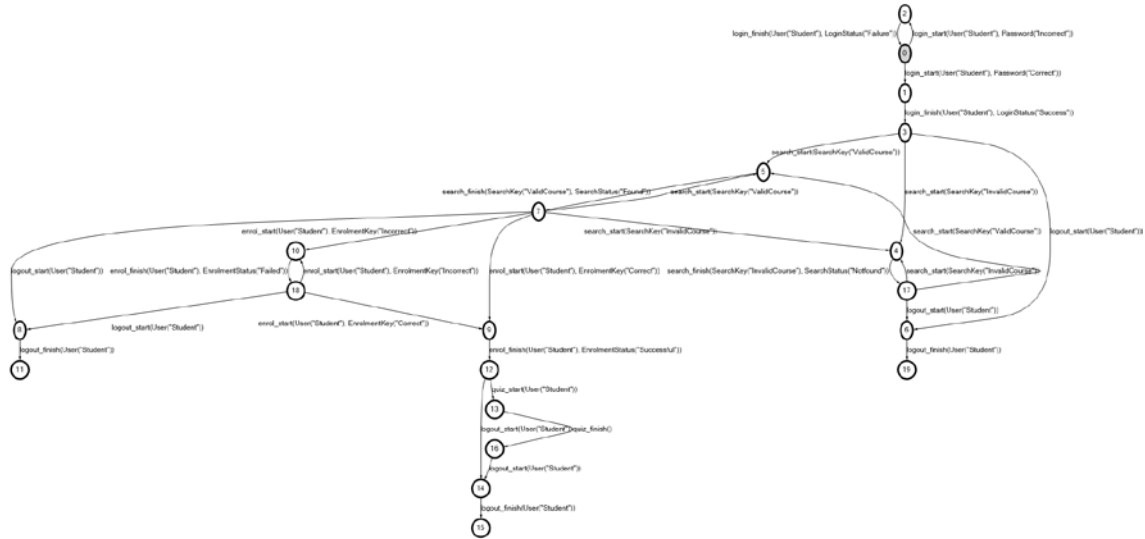 2
login_finish(User("Student"), LoginStatus("Failure"))
login_start(User("Student"), Password("Incorrect"))
0
login_start(User("Student"), Password("Correct"))
1
login_finish(User("Student"), LoginStatus("Success"))
3
search_start(SearchKey("ValidCourse"))
5
search_finish(SearchKey("ValidCourse"), SearchStatus("Found"))
search_start(SearchKey("ValidCourse"))
search_start(SearchKey("InvalidCourse"))
7
enrol_start(User("Student"), EnrolmentKey("Incorrect"))
search_start(SearchKey("InvalidCourse"))
search_start(SearchKey("ValidCourse"))
logout_start(User("Student"))
10
4
logout_start(User("Student"))
enrol_finish(User("Student"), EnrolmentStatus("Failed"))
enrol_start(User("Student"), EnrolmentKey("Incorrect"))
enrol_start(User("Student"), EnrolmentKey("Correct"))
search_finish(SearchKey("InvalidCourse"), SearchStatus("Notfound"))
search_start(SearchKey("InvalidCourse"))
18
17
logout_start(User("Student"))
8
logout_start(User("Student"))
enrol_start(User("Student"), EnrolmentKey("Correct"))
9
6
logout_finish(User("Student"))
enrol_finish(User("Student"), EnrolmentStatus("Successful"))
logout_finish(User("Student"))
11
12
19
quiz_start(User("Student"))
13
logout_start(User("Student"))
quiz_finish()
16
logout_start(User("Student"))
14
logout_finish(User("Student"))
15